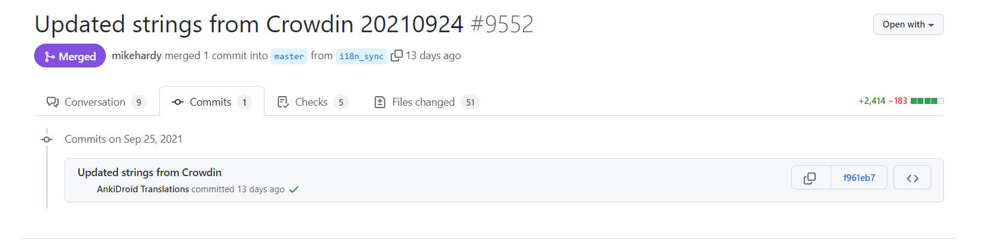 Updated strings from Crowdin 20210924 #9552
Open with
Merged mikehardy merged 1 commit into master from i18n_sync 13 days ago
Conversation 9 Commits 1 Checks 5 Files changed 51 +2,414 −183
Commits on Sep 25, 2021
Updated strings from Crowdin
AnkiDroid Translations committed 13 days ago
f961eb7